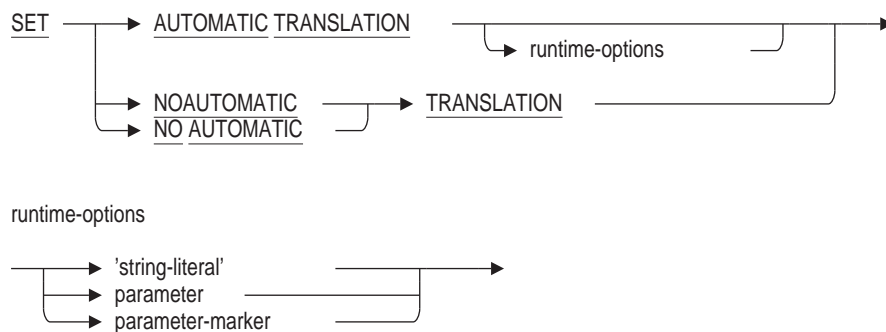 SET AUTOMATIC TRANSLATION
runtime-options
NOAUTOMATIC TRANSLATION
NO AUTOMATIC
runtime-options
’string-literal’
parameter
parameter-marker